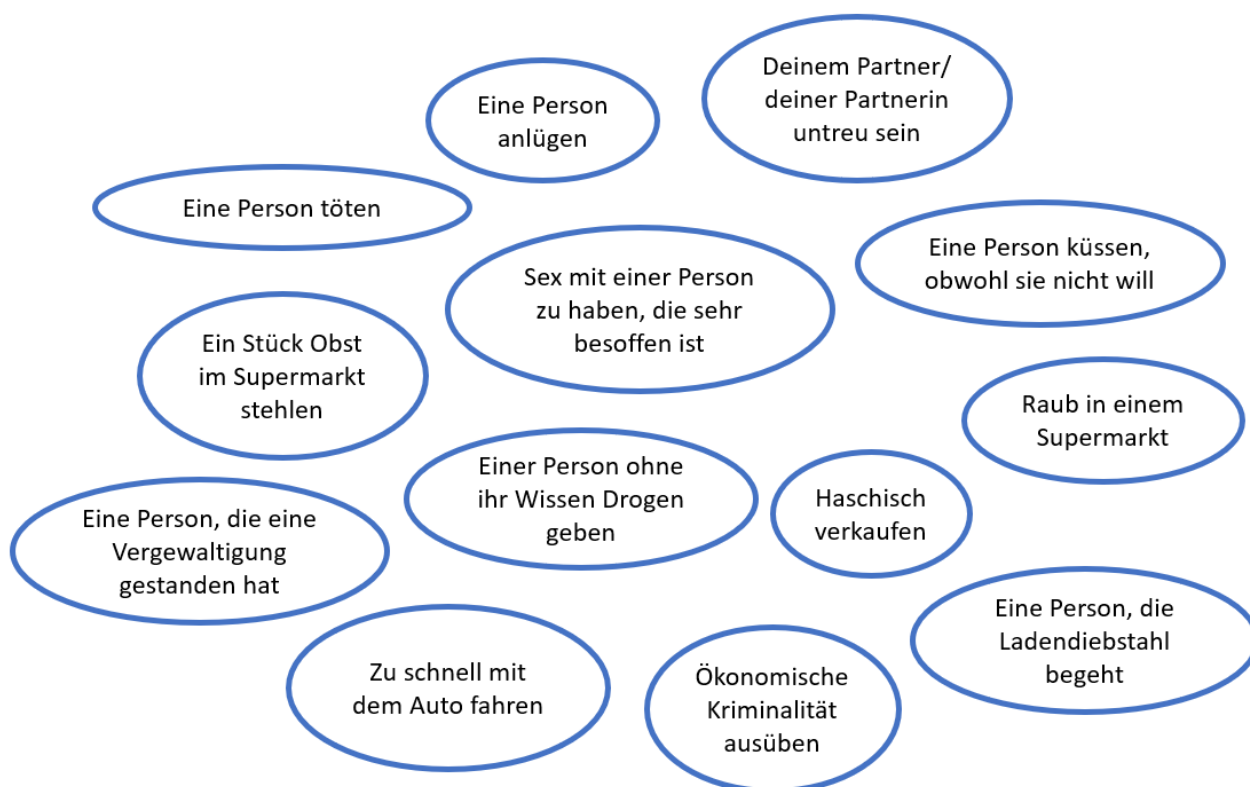 Eine Person
anlügen
Deinem Partner/
deiner Partnerin
untreu sein
Eine Person töten
Sex mit einer Person
zu haben, die sehr
besoffen ist
Eine Person küssen,
obwohl sie nicht will
Ein Stück Obst
im Supermarkt
stehlen
Raub in einem
Supermarkt
Einer Person ohne
ihr Wissen Drogen
geben
Haschisch
verkaufen
Eine Person, die eine
Vergewaltigung
gestanden hat
Eine Person, die
Ladendiebstahl
begeht
Zu schnell mit
dem Auto fahren
Ökonomische
Kriminalität
ausüben